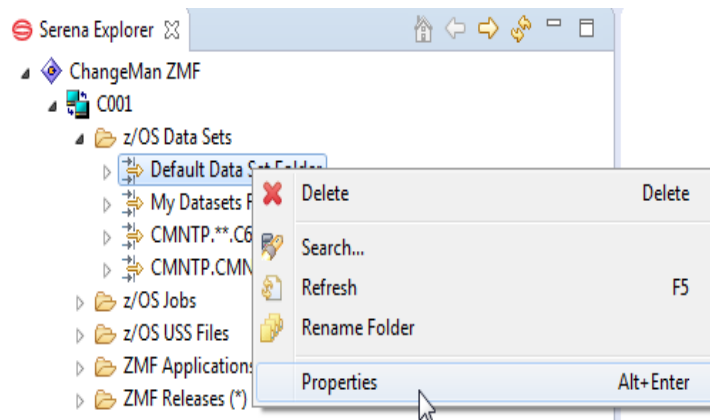 Serena Explorer
ChangeMan ZMF
C001
z/OS Data Sets
Default Data Set Folder
My Datasets F
CMNTP.**.C6
CMNTP.CMN
z/OS Jobs
z/OS USS Files
ZMF Applications
ZMF Releases (*)
Delete Delete
Search...
Refresh F5
Rename Folder
Properties Alt+Enter